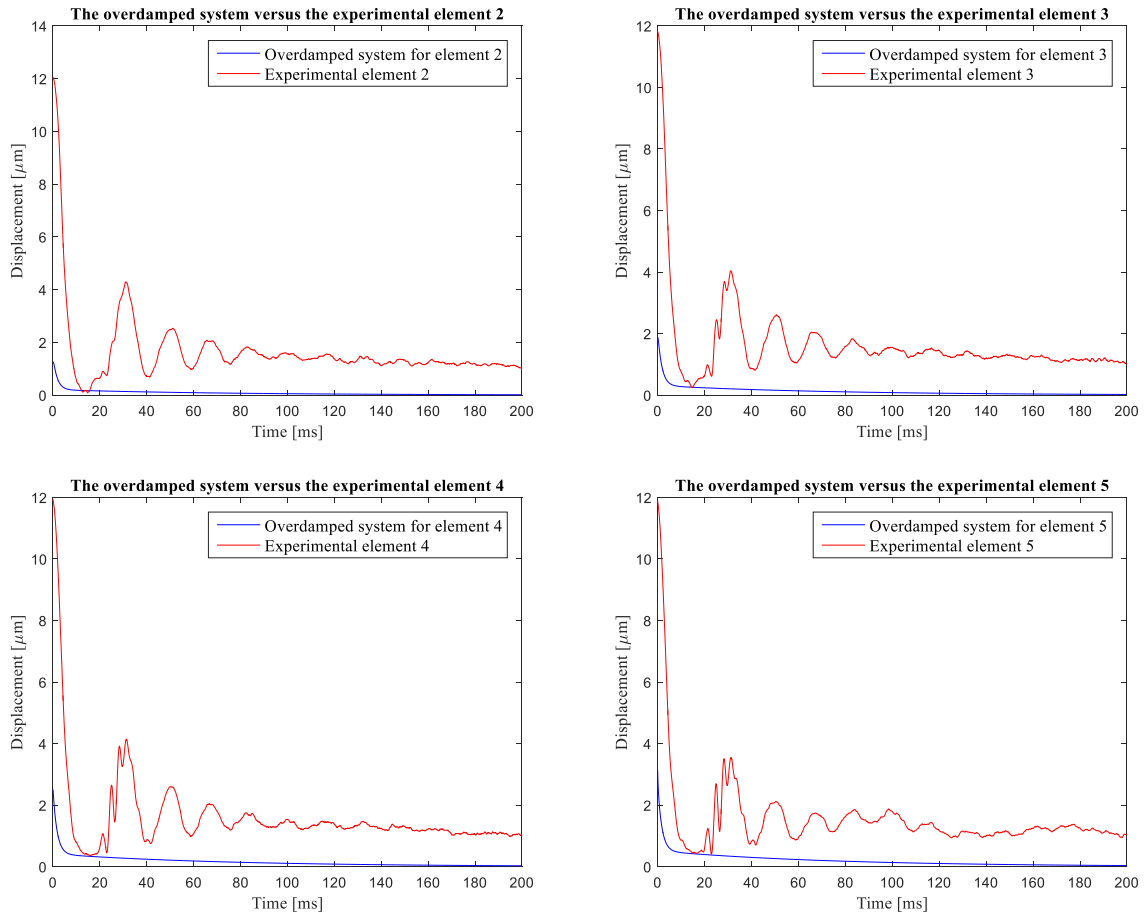 The overdamped system versus the experimental element 2
14
12
10
8
6
4
2
0
Displacement [μm]
Overdamped system for element 2
Experimental element 2
0 20 40 60 80 100 120 140 160 180 200
Time [ms]
The overdamped system versus the experimental element 3
12
10
8
6
4
2
0
Displacement [μm]
Overdamped system for element 3
Experimental element 3
0 20 40 60 80 100 120 140 160 180 200
Time [ms]
The overdamped system versus the experimental element 4
12
10
8
6
4
2
0
Displacement [μm]
Overdamped system for element 4
Experimental element 4
0 20 40 60 80 100 120 140 160 180 200
Time [ms]
The overdamped system versus the experimental element 5
12
10
8
6
4
2
0
Displacement [μm]
Overdamped system for element 5
Experimental element 5
0 20 40 60 80 100 120 140 160 180 200
Time [ms]